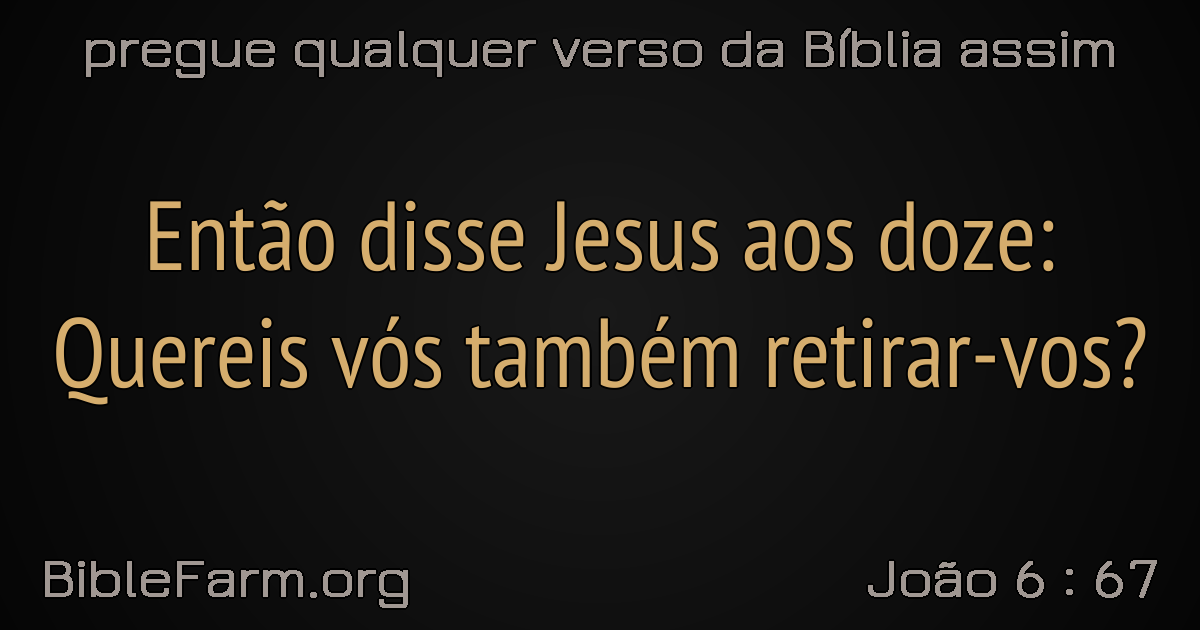 pregue qualquer verso da Bíblia assim
Então disse Jesus aos doze:
Quereis vós também retirar-vos?
BibleFarm.org
João 6 : 67